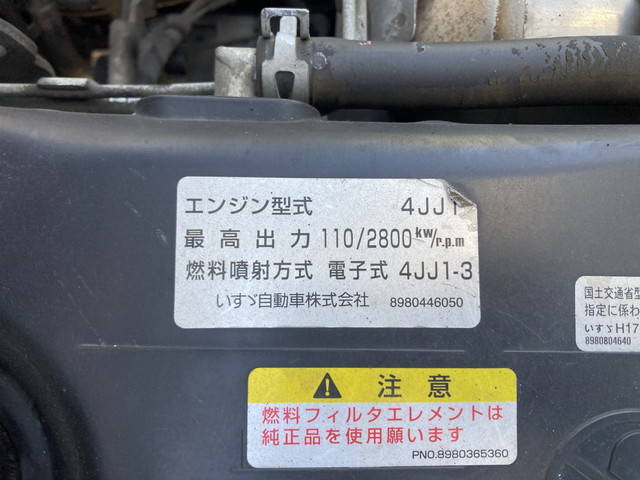 エンジン型式 4JJ1
最高出力 110/2800 kw/r.p.m
燃料噴射方式 電子式 4JJ1-3
いすゞ自動車株式会社 8980446050
国土交通省型
指定に係わ
いすゞH17
8980804640
注意
燃料フィルタエレメントは
純正品を使用願います
PNO.8980365360